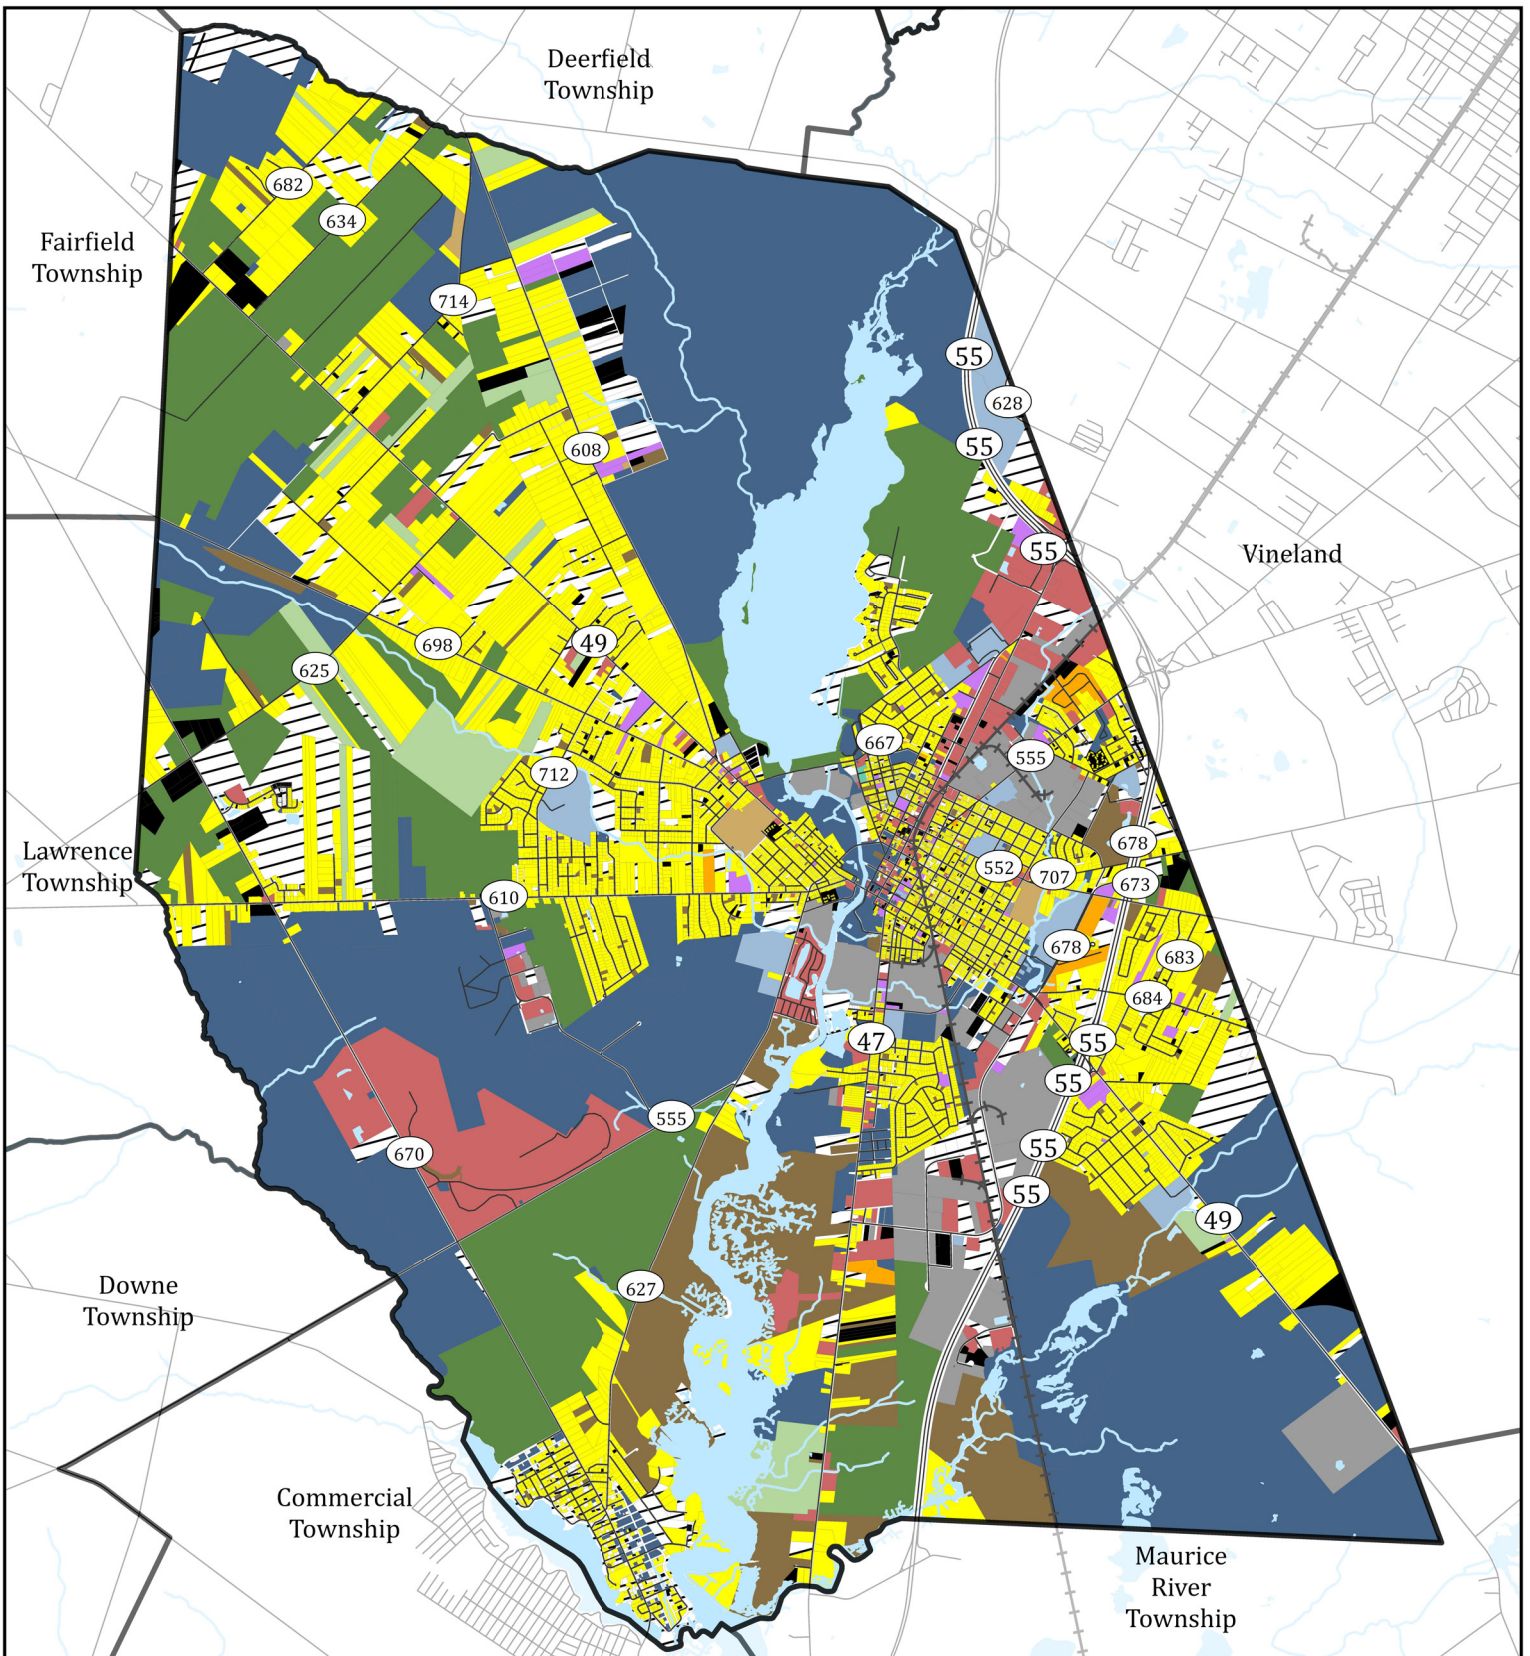 Deerfield
Township
682
634
Fairfield
Township
714
55
628
55
608
55
Vineland
49
698
625
667
555
712
678
Lawrence
Township
552
707
673
610
678
683
684
47
55
55
555
670
55
55
49
Downe
Township
627
Commercial
Township
Maurice
River
Township